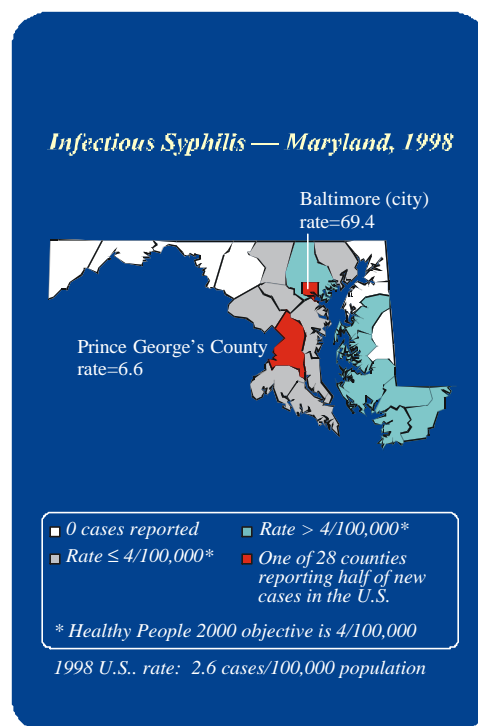 Infectious Syphilis — Maryland, 1998
Baltimore (city)
rate=69.4
Prince George's County
rate=6.6
0 cases reported
Rate ≤ 4/100,000*
Rate > 4/100,000*
One of 28 counties
reporting half of new
cases in the U.S.
* Healthy People 2000 objective is 4/100,000
1998 U.S.. rate: 2.6 cases/100,000 population